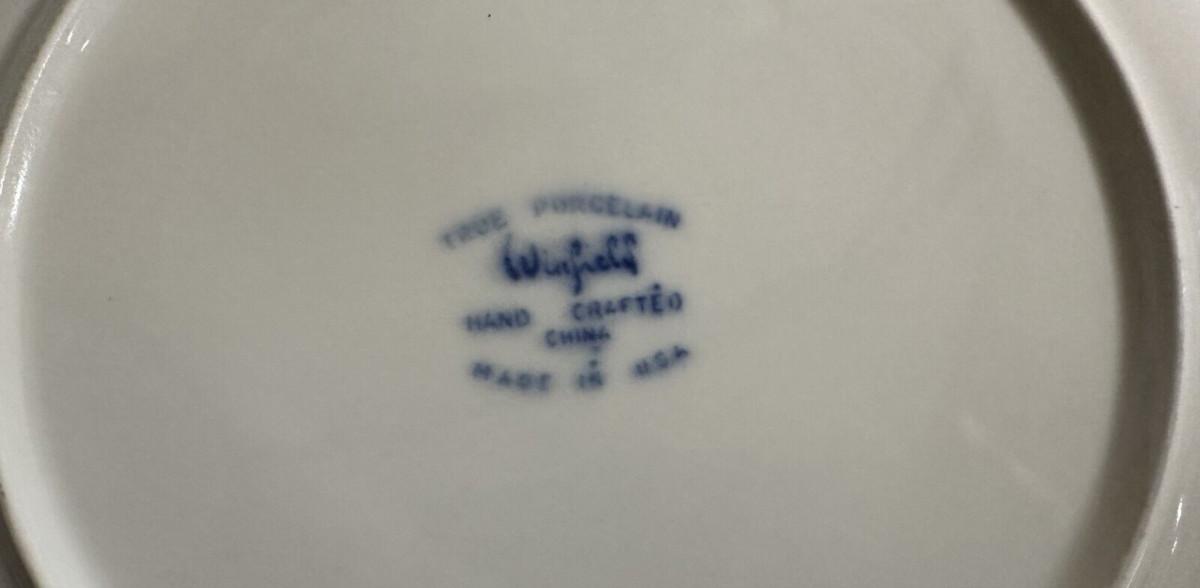 TRUE PORCELAIN
Winfield
HAND CRAFTED
CHINA
MADE IN USA